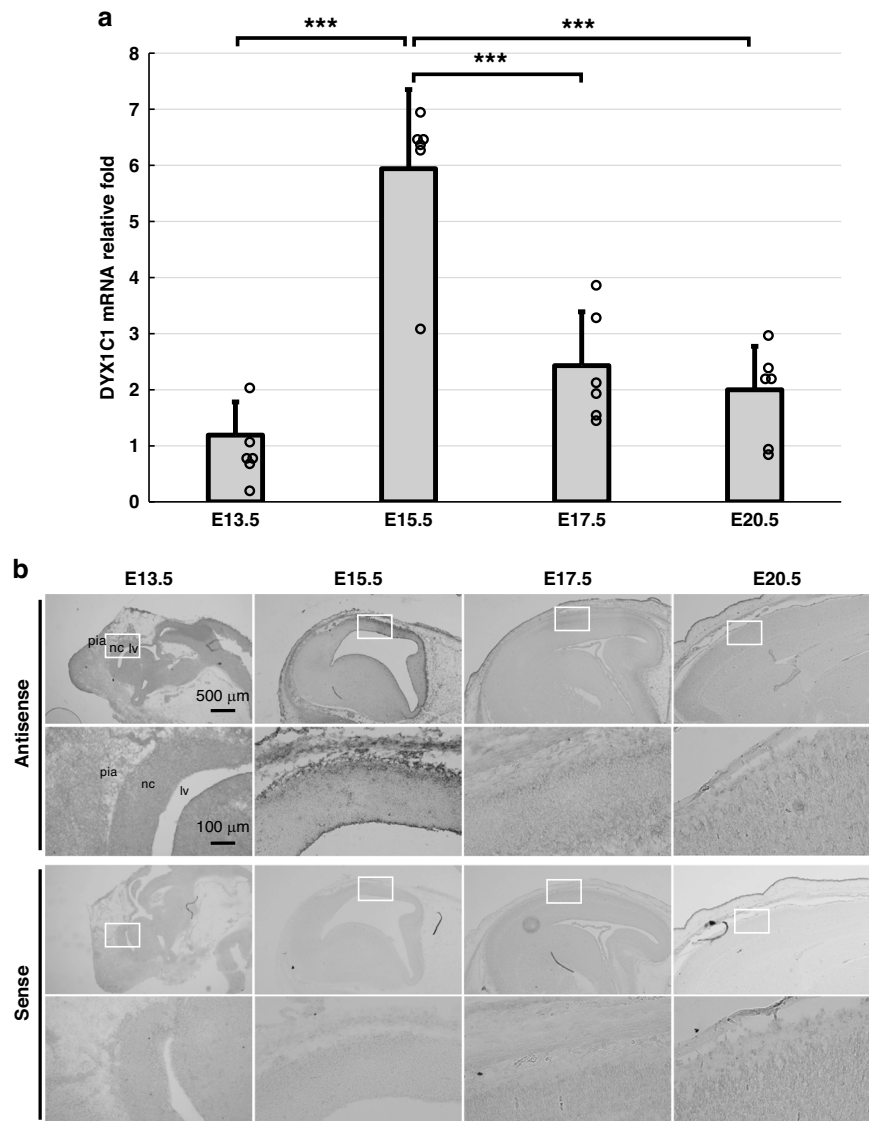 a
*** ***
***
8
7
6
5
4
3
2
1
0
DYX1C1 mRNA relative fold
E13.5 E15.5 E17.5 E20.5
b
E13.5 E15.5 E17.5 E20.5
Antisense
pia nc lv
500 μm
pia
nc
lv
100 μm
Sense